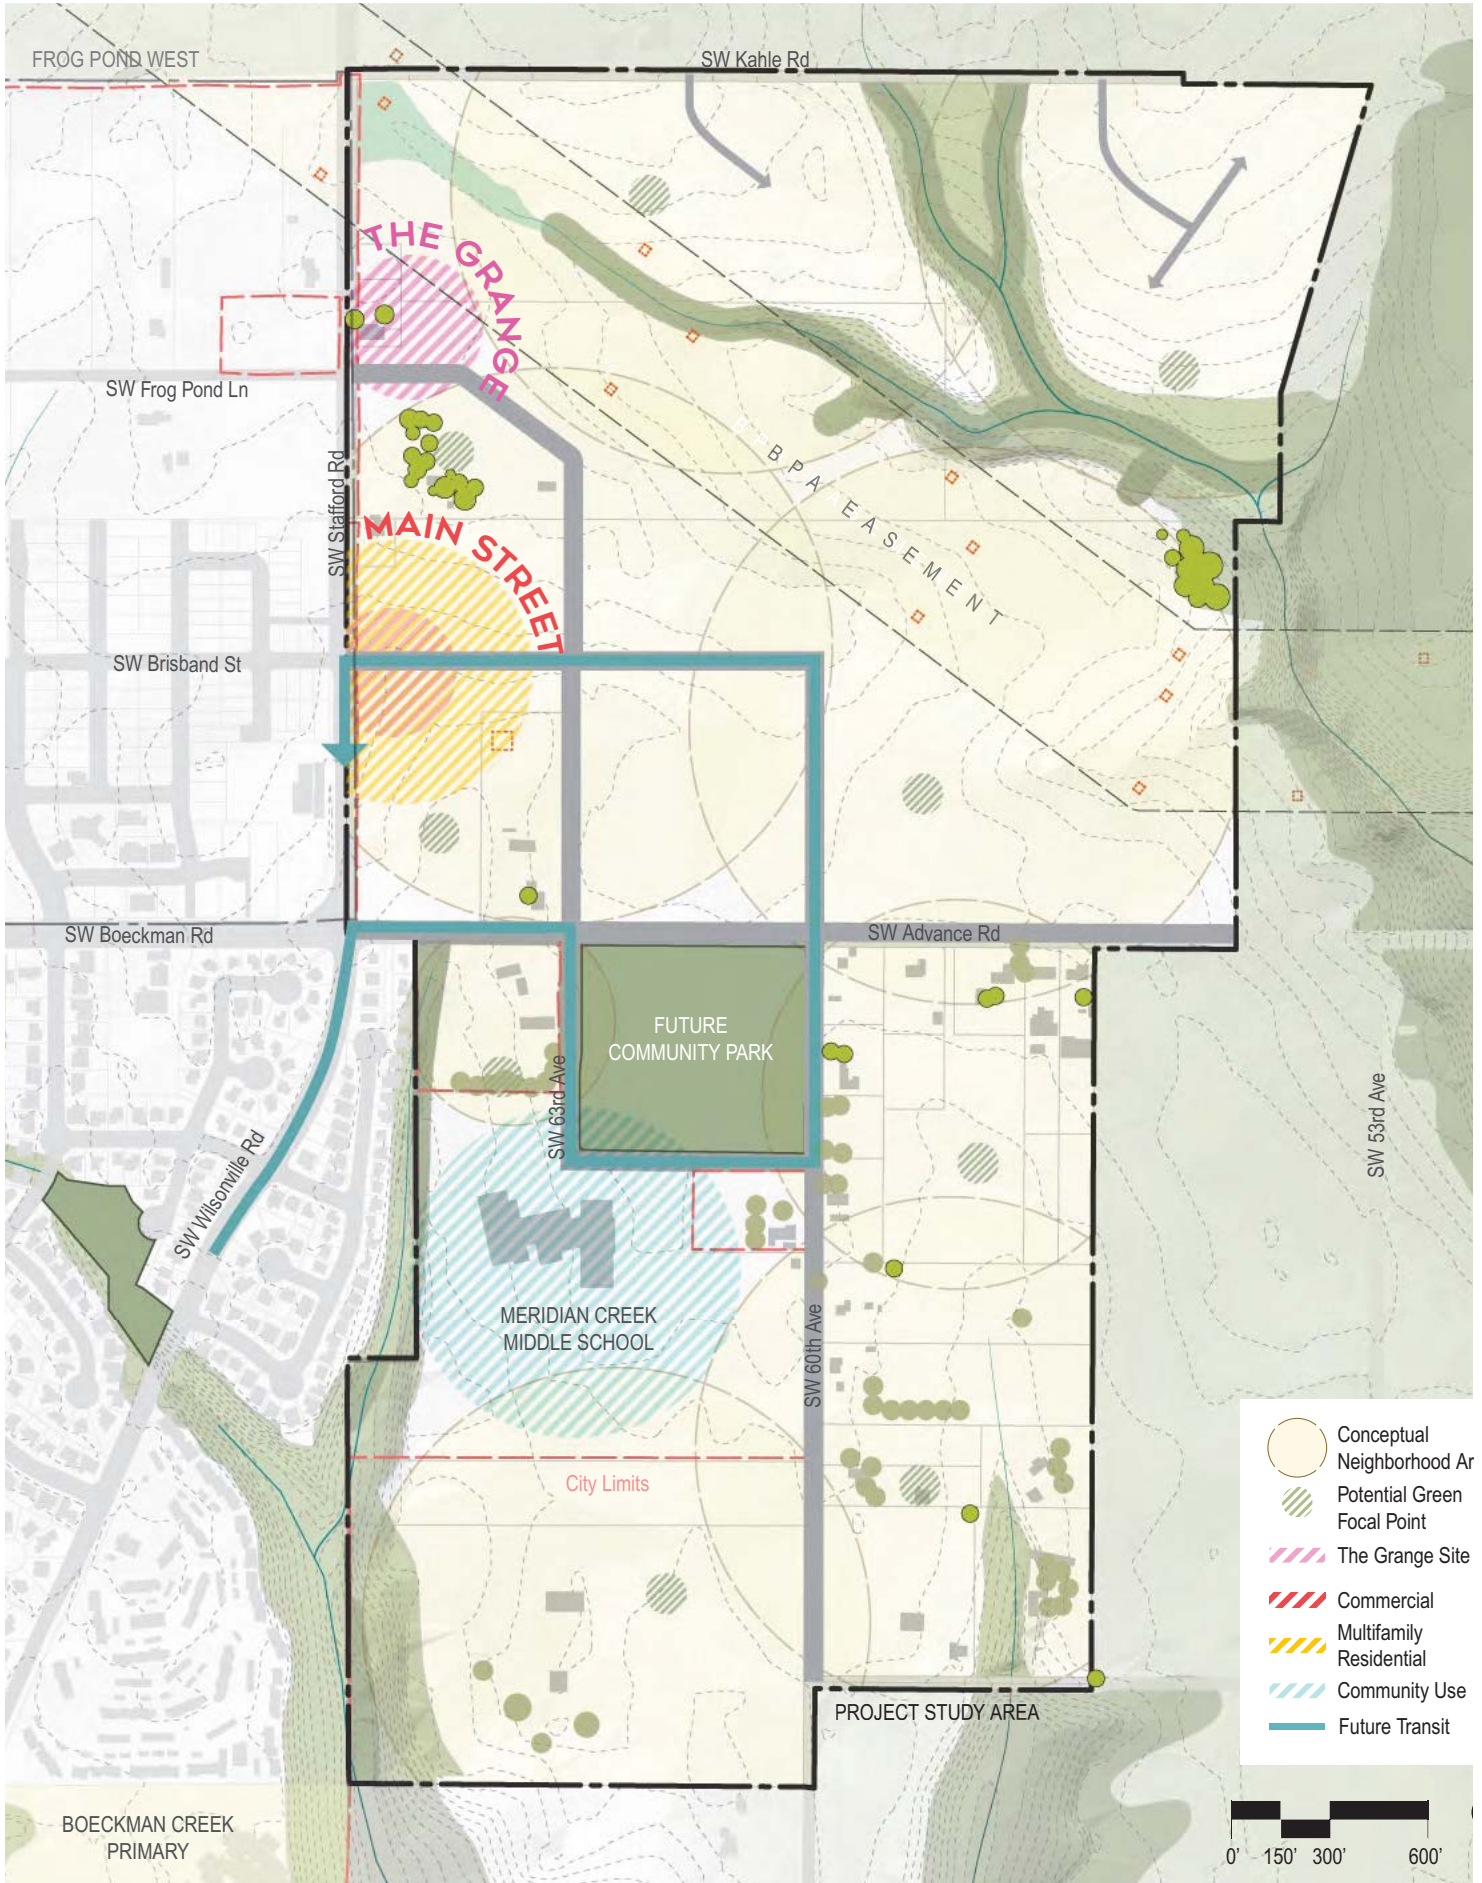 FROG POND WEST
SW Kahle Rd
THE GRANGE
SW Frog Pond Ln
SW Stafford Rd
BPA EASEMENT
MAIN STREET
SW Brisband St
SW Boeckman Rd
SW Advance Rd
FUTURE
COMMUNITY PARK
SW 63rd Ave
SW 53rd Ave
SW Wilsonville Rd
MERIDIAN CREEK
MIDDLE SCHOOL
SW 60th Ave
City Limits
Conceptual
Neighborhood Ar
Potential Green
Focal Point
The Grange Site
Commercial
Multifamily
Residential
Community Use
Future Transit
PROJECT STUDY AREA
BOECKMAN CREEK
PRIMARY
0' 150' 300' 600'